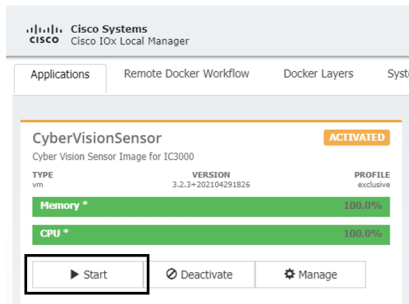 Cisco Systems
CISCO Cisco IOx Local Manager
Applications Remote Docker Workflow Docker Layers Syst
CyberVisionSensor ACTIVATED
Cyber Vision Sensor Image for IC3000
TYPE VERSION PROFILE
vm 3.2.3+202104291826 exclusive
Memory * 100.0%
CPU * 100.0%
Start Deactivate Manage